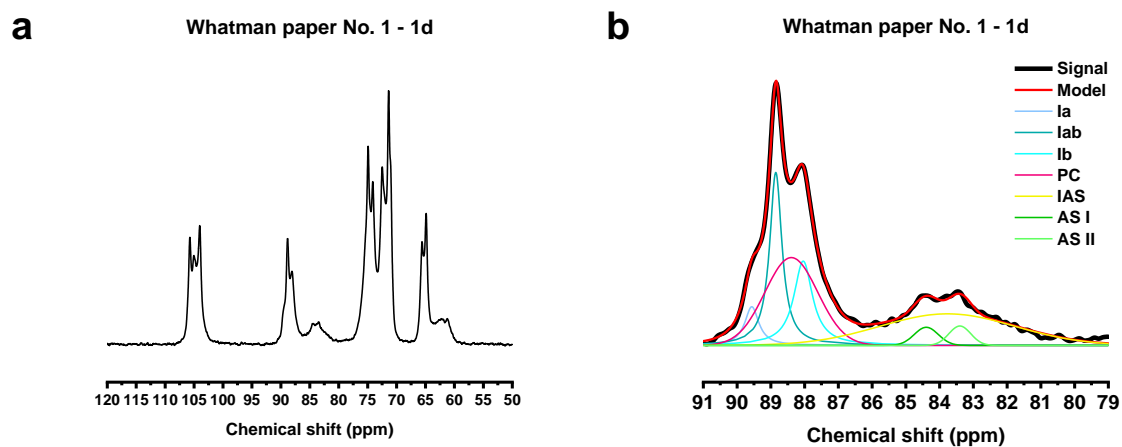 a
Whatman paper No. 1 - 1d
120 115 105 104 95 90 85 80 75 70 65 60 55 50
Chemical shift (ppm)
b
Whatman paper No. 1 - 1d
Signal
Model
Ia
Iab
Ib
PC
IAS
AS I
AS II
91 90 89 88 87 86 85 84 83 82 81 80 79
Chemical shift (ppm)